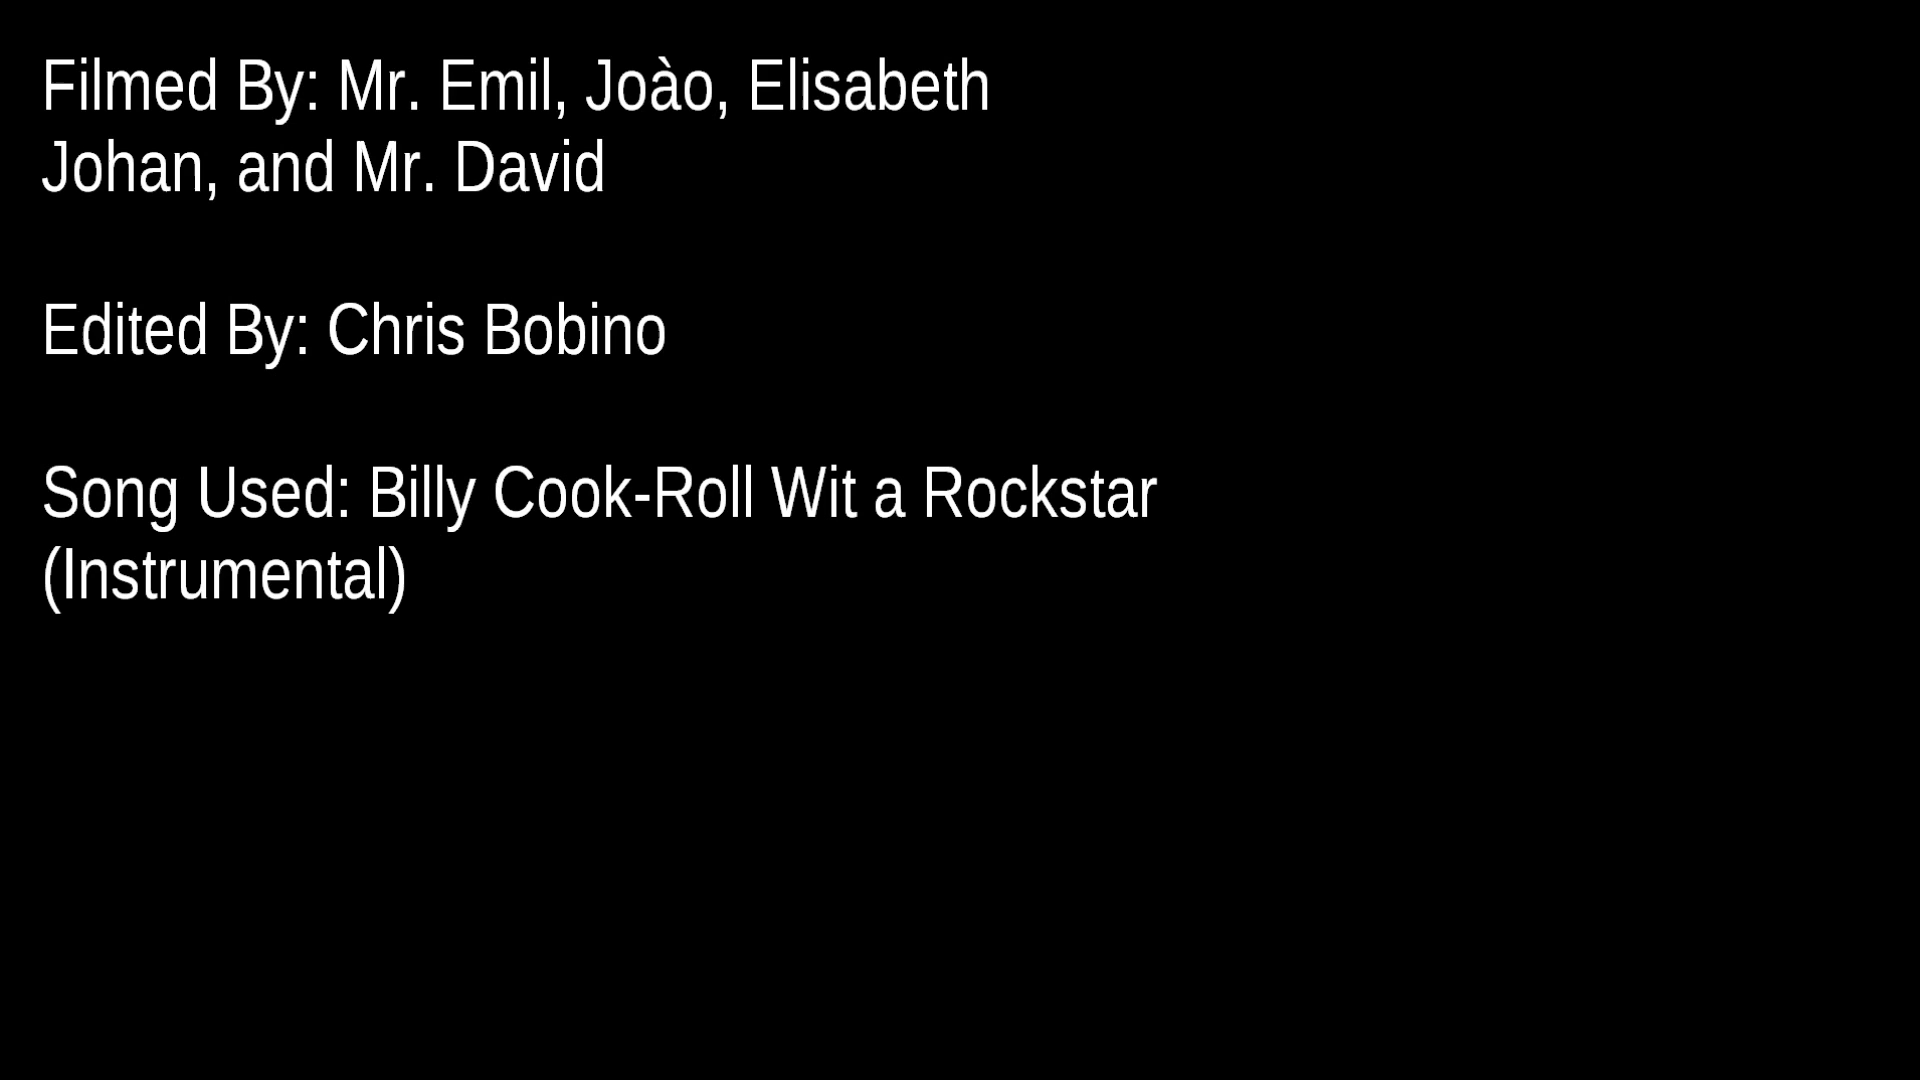 Filmed By: Mr. Emil, Joào, Elisabeth
Johan, and Mr. David
Edited By: Chris Bobino
Song Used: Billy Cook-Roll Wit a Rockstar
(Instrumental)